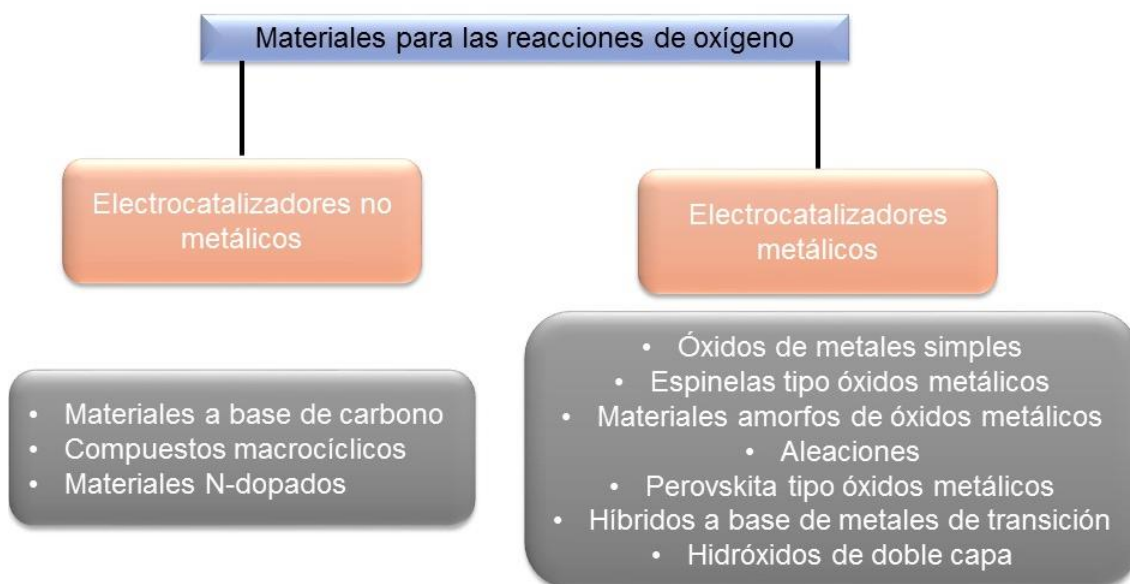 Materiales para las reacciones de oxígeno
Electrocatalizadores no
metálicos
• Materiales a base de carbono
• Compuestos macrocíclicos
• Materiales N-dopados
Electrocatalizadores
metálicos
• Óxidos de metales simples
• Espinelas tipo óxidos metálicos
• Materiales amorfos de óxidos metálicos
• Aleaciones
• Perovskita tipo óxidos metálicos
• Híbridos a base de metales de transición
• Hidróxidos de doble capa